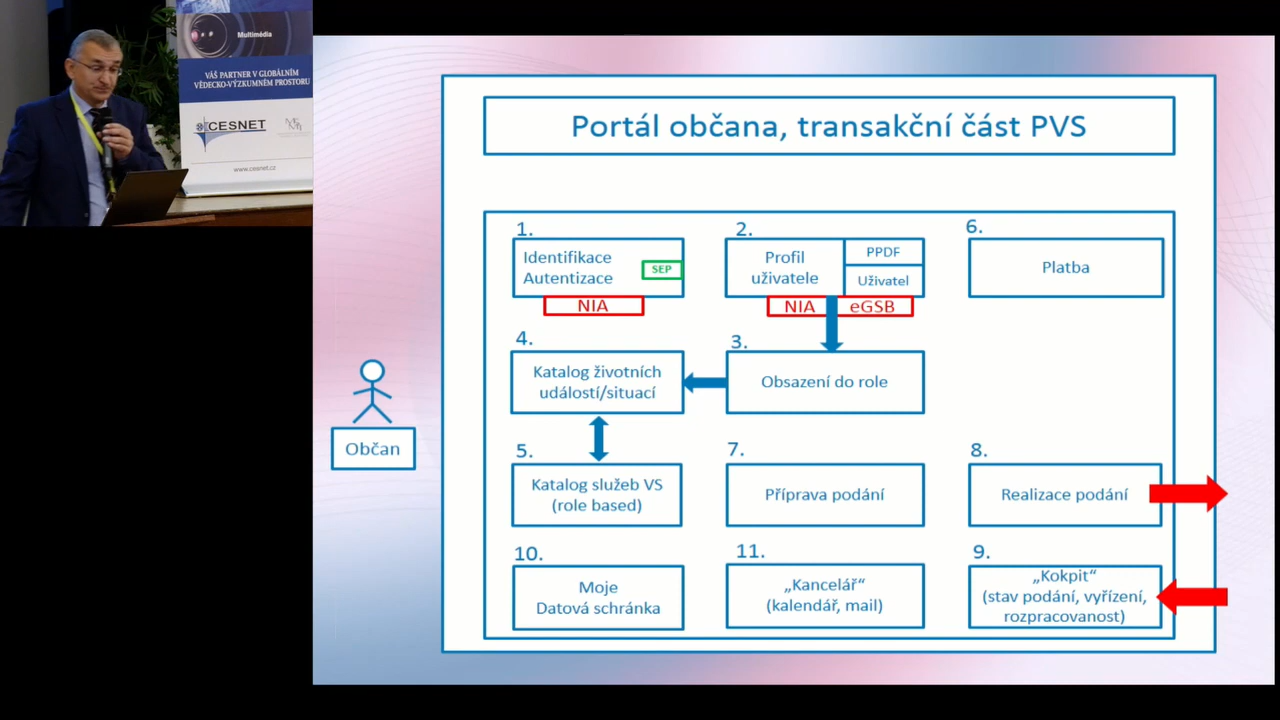 Multimédia
VÁŠ PARTNER V GLOBÁLNÍM
VĚDECKO-VÝZKUMNÉM PROSTORU
CESNET
www.cesnet.cz
Portál občana, transakční část PVS
1.
Identifikace
Autentizace
SEP
NIA
2.
Profil
uživatele
PPDF
Uživatel
NIA
eGSB
6.
Platba
4.
Katalog životních
událostí/situací
3.
Obsazení do role
Občan
5.
Katalog služeb VS
(role based)
7.
Příprava podání
8.
Realizace podání
10.
Moje
Datová schránka
11.
„Kancelář“
(kalendář, mail)
9.
„Kokpit“
(stav podání, vyřízení,
rozpracovanost)